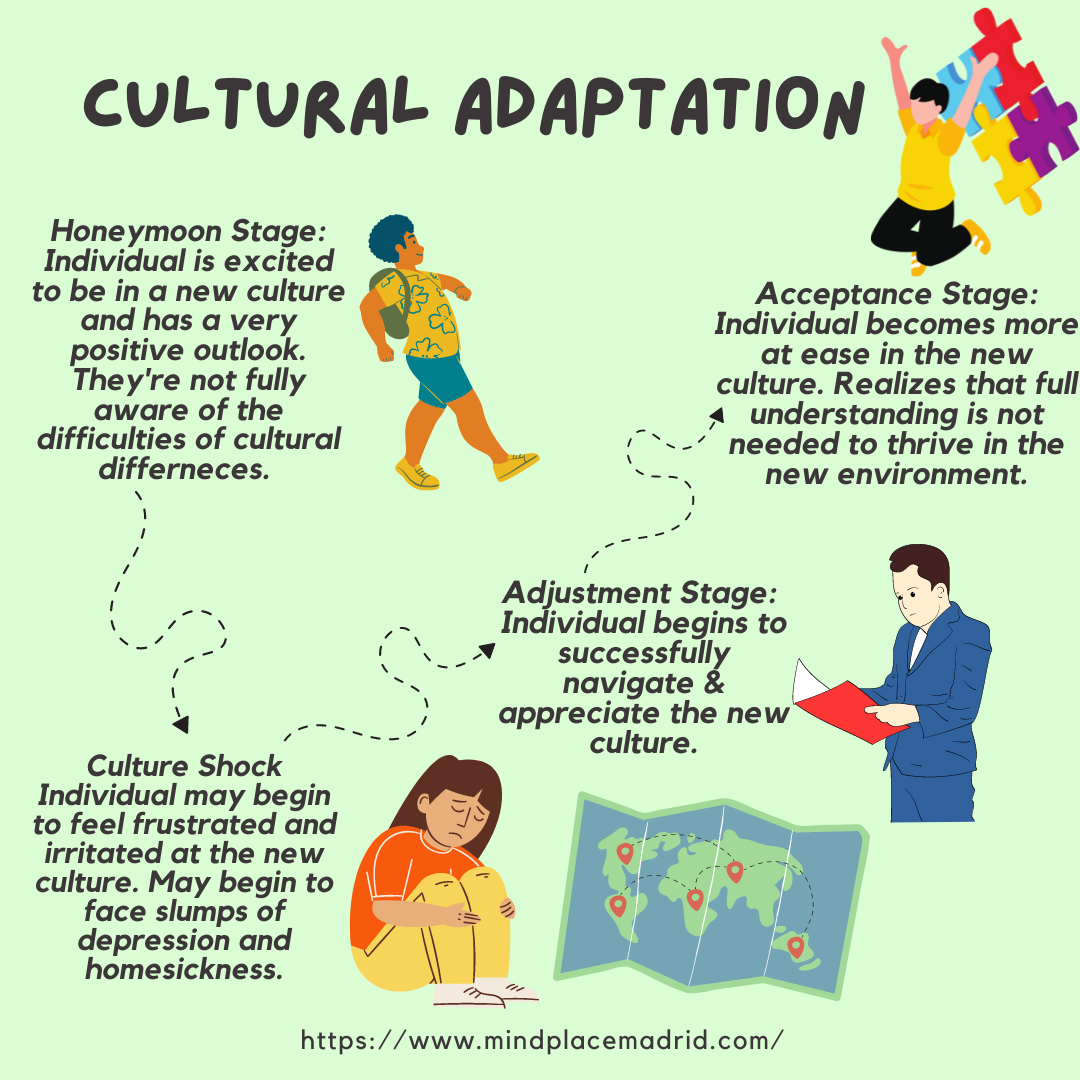 CULTURAL ADAPTATION
Honeymoon Stage:
Individual is excited
to be in a new culture
and has a very
positive outlook.
They're not fully
aware of the
difficulties of cultural
differneces.
Culture Shock
Individual may begin
to feel frustrated and
irritated at the new
culture. May begin to
face slumps of
depression and
homesickness.
Adjustment Stage:
Individual begins to
successfully
navigate &
appreciate the new
culture.
Acceptance Stage:
Individual becomes more
at ease in the new
culture. Realizes that full
understanding is not
needed to thrive in the
new environment.
https://www.mindplacemadrid.com/